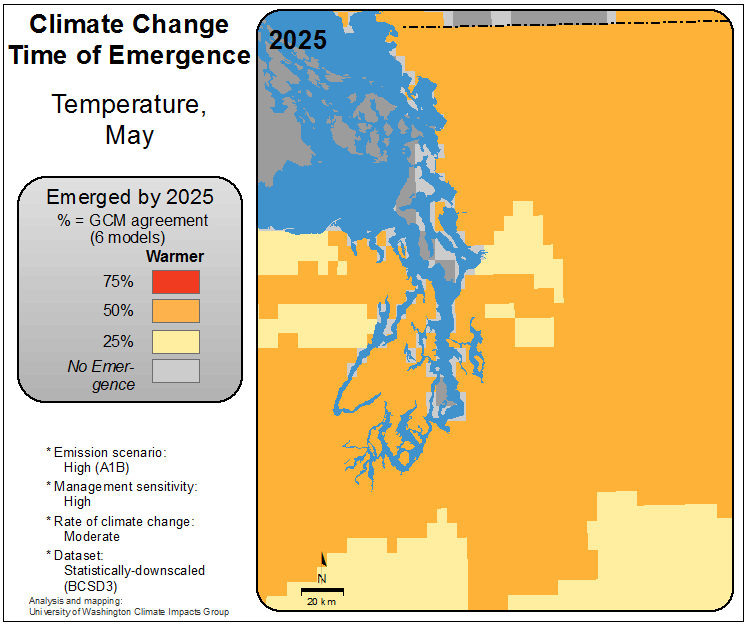 Climate Change
Time of Emergence
Temperature,
May
Emerged by 2025
% = GCM agreement
(6 models)
Warmer
75%
50%
25%
No Emer-
gence
* Emission scenario:
High (A1B)
* Management sensitivity:
High
* Rate of climate change:
Moderate
* Dataset:
Statistically-downscaled
(BCSD3)
Analysis and mapping:
University of Washington Climate Impacts Group
2025
N
20 km